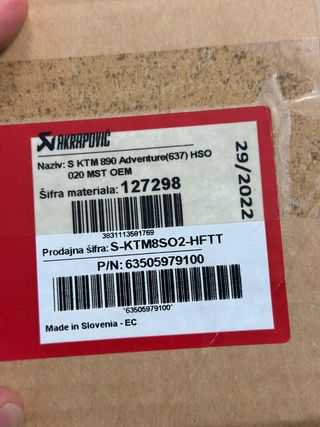 AKRAPOVIČ
Naziv: S KTM 890 Adventure(637) HSO
020 MST OEM
Šifra materiala: 127298
3831113581769
29/2022
Prodajna šifra: S-KTM8SO2-HFTT
P/N: 63505979100
*63505979100*
Made in Slovenia - EC